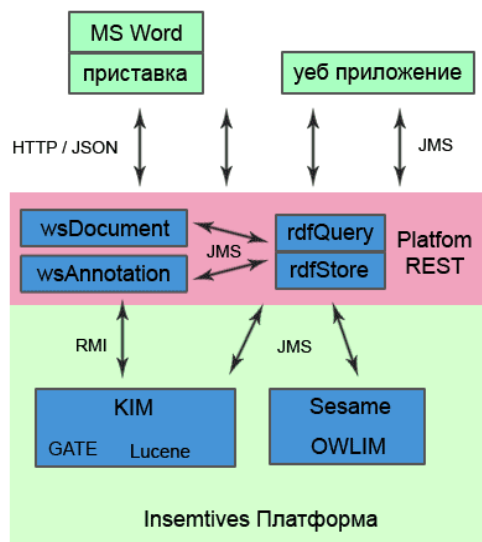 MS Word
приставка
уеб приложение
HTTP / JSON
JMS
wsDocument
wsAnnotation
JMS
rdfQuery
rdfStore
Platfom
REST
RMI
JMS
KIM
GATE
Lucene
Sesame
OWLIM
Insemtives Платформа